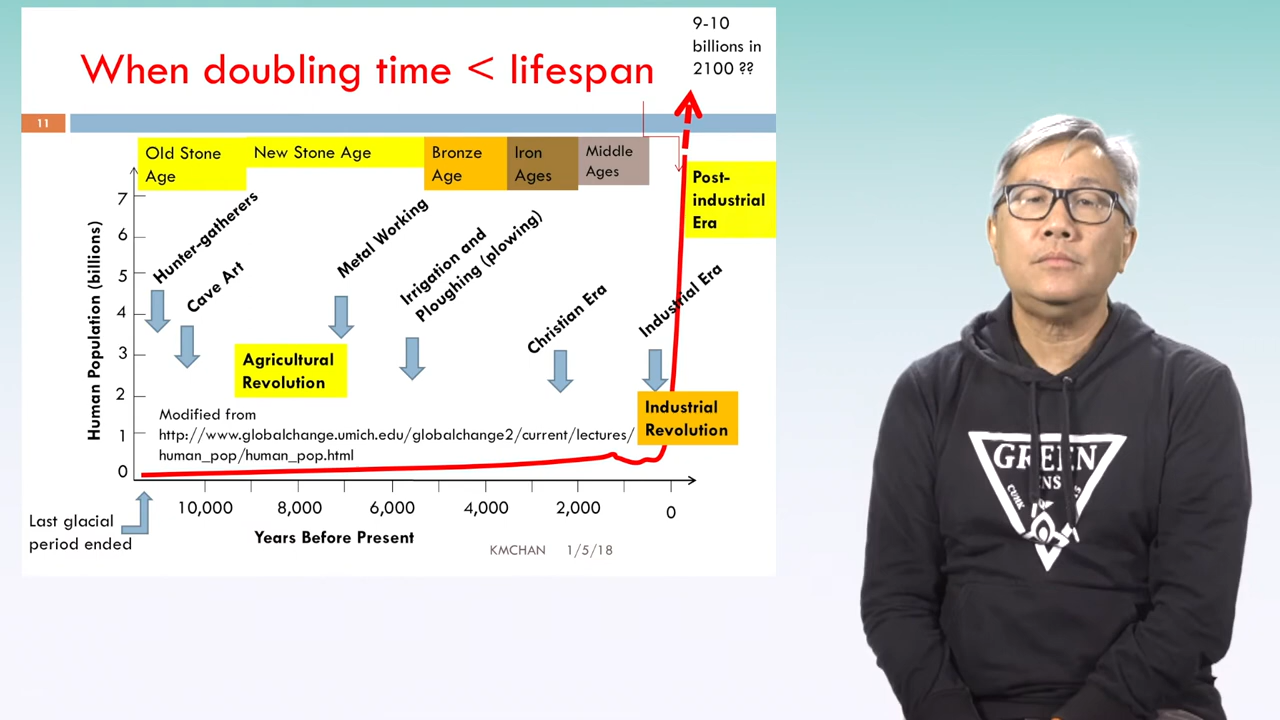 9-10
billions in
2100 ??
When doubling time < lifespan
11
Old Stone
Age
New Stone Age
Bronze
Age
Iron
Ages
Middle
Ages
Post-
industrial
Era
Human Population (billions)
7
6
5
4
3
2
1
0
Hunter-gatherers
Cave Art
Metal Working
Irrigation and
Ploughing (plowing)
Christian Era
Industrial Era
Agricultural
Revolution
Industrial
Revolution
Modified from
http://www.globalchange.umich.edu/globalchange2/current/lectures/
human_pop/human_pop.html
10,000
8,000
6,000
4,000
2,000
0
Last glacial
period ended
Years Before Present
KMCHAN 1/5/18
GREEN
CUHK